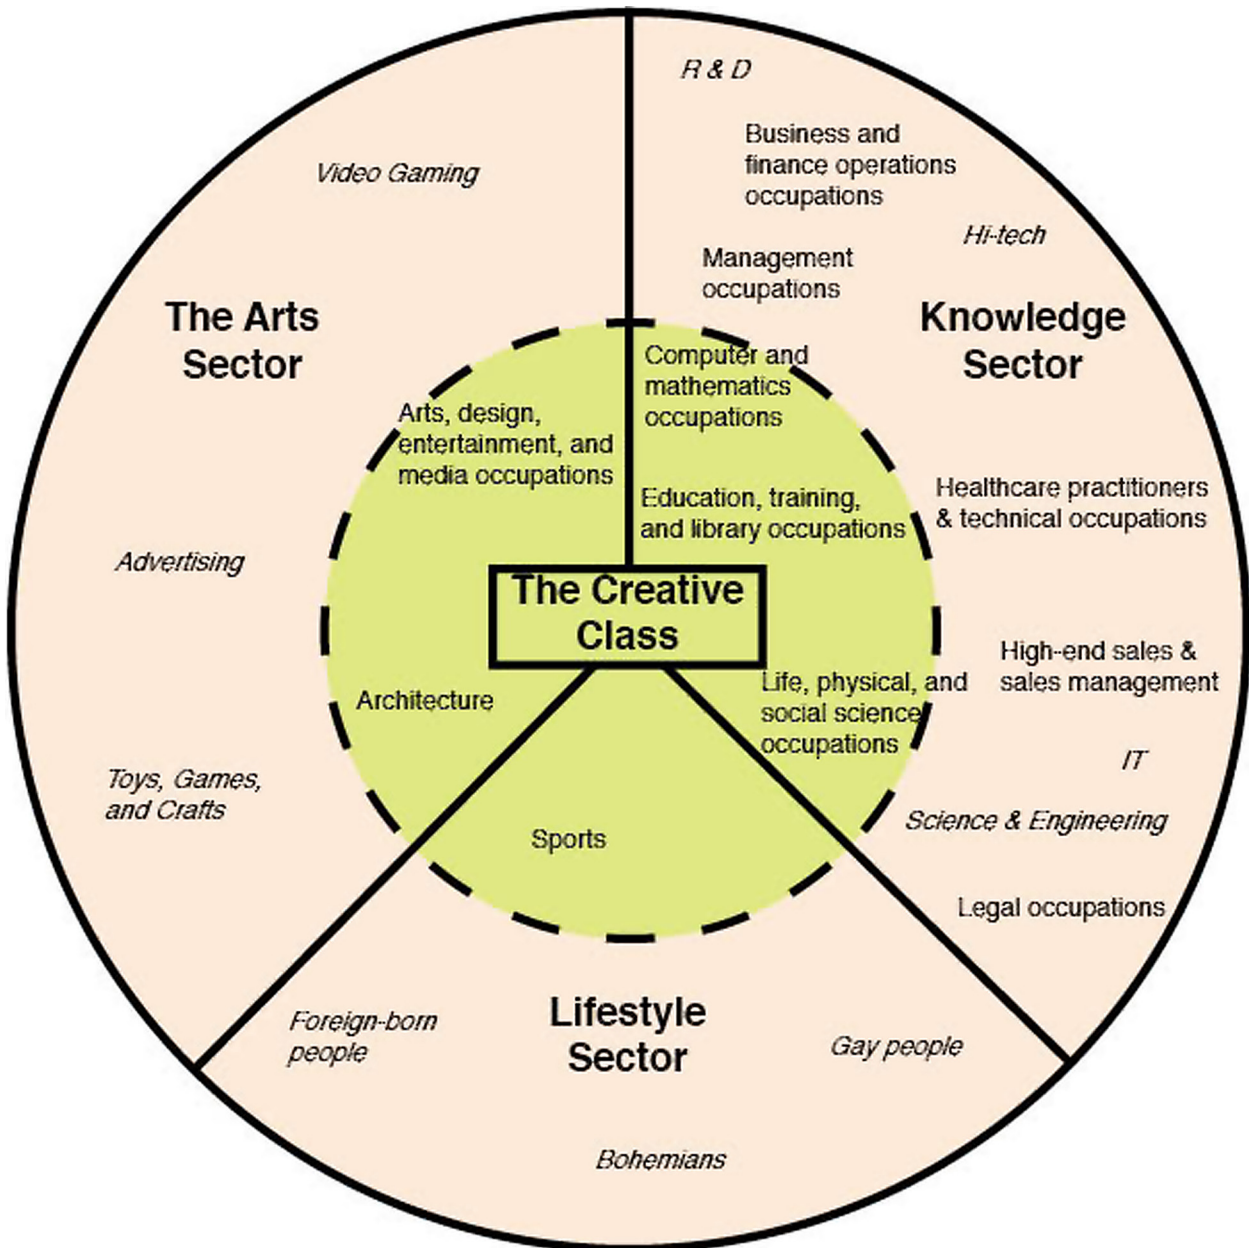 R & D
Business and
finance operations
occupations
Video Gaming
Hi-tech
Management
occupations
The Arts
Sector
Knowledge
Sector
Computer and
mathematics
occupations
Arts, design,
entertainment, and
media occupations
Education, training,
and library occupations
Healthcare practitioners
& technical occupations
Advertising
The Creative
Class
High-end sales &
sales management
Life, physical, and
social science
occupations
Architecture
IT
Toys, Games,
and Crafts
Science & Engineering
Sports
Legal occupations
Foreign-born
people
Lifestyle
Sector
Gay people
Bohemians